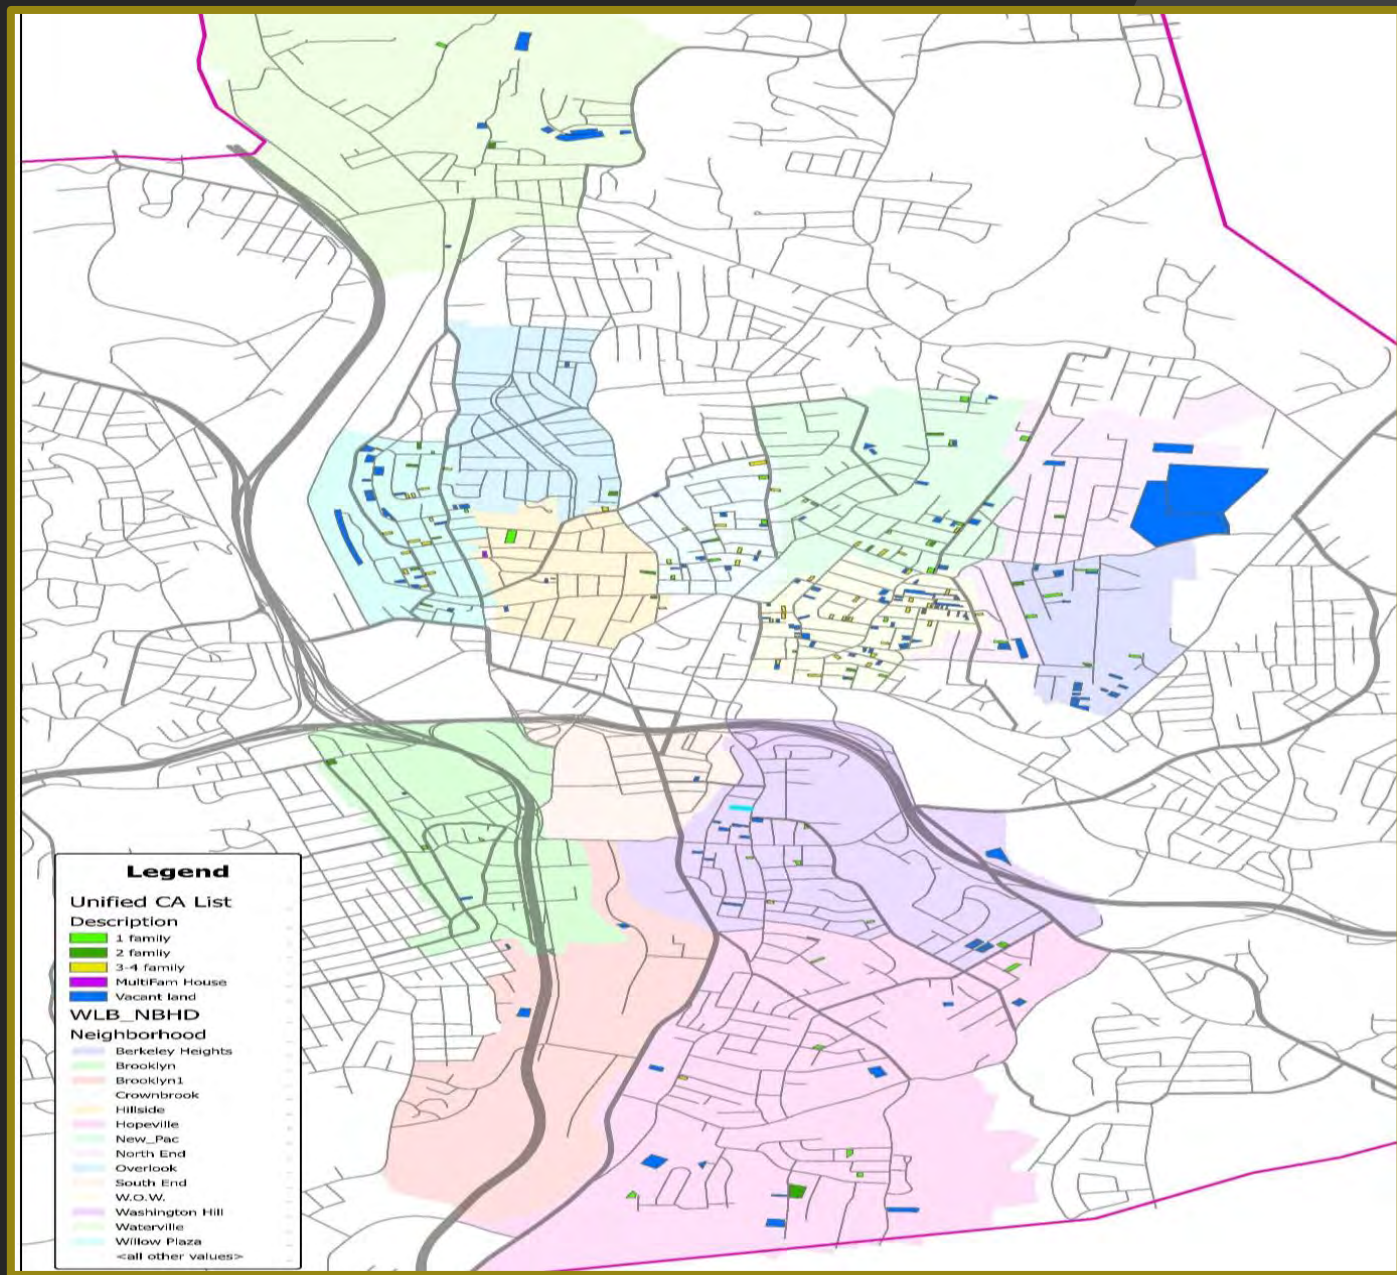 Legend
Unified CA List
Description
1 family
2 family
3-4 family
MultiFam House
Vacant land
WLB_NBHD
Neighborhood
Berkeley Heights
Brooklyn
Brooklyn1
Crownbrook
Hillside
Hopeville
New_Pac
North End
Overlook
South End
W.O.W.
Washington Hill
Waterville
Willow Plaza
<all other values>